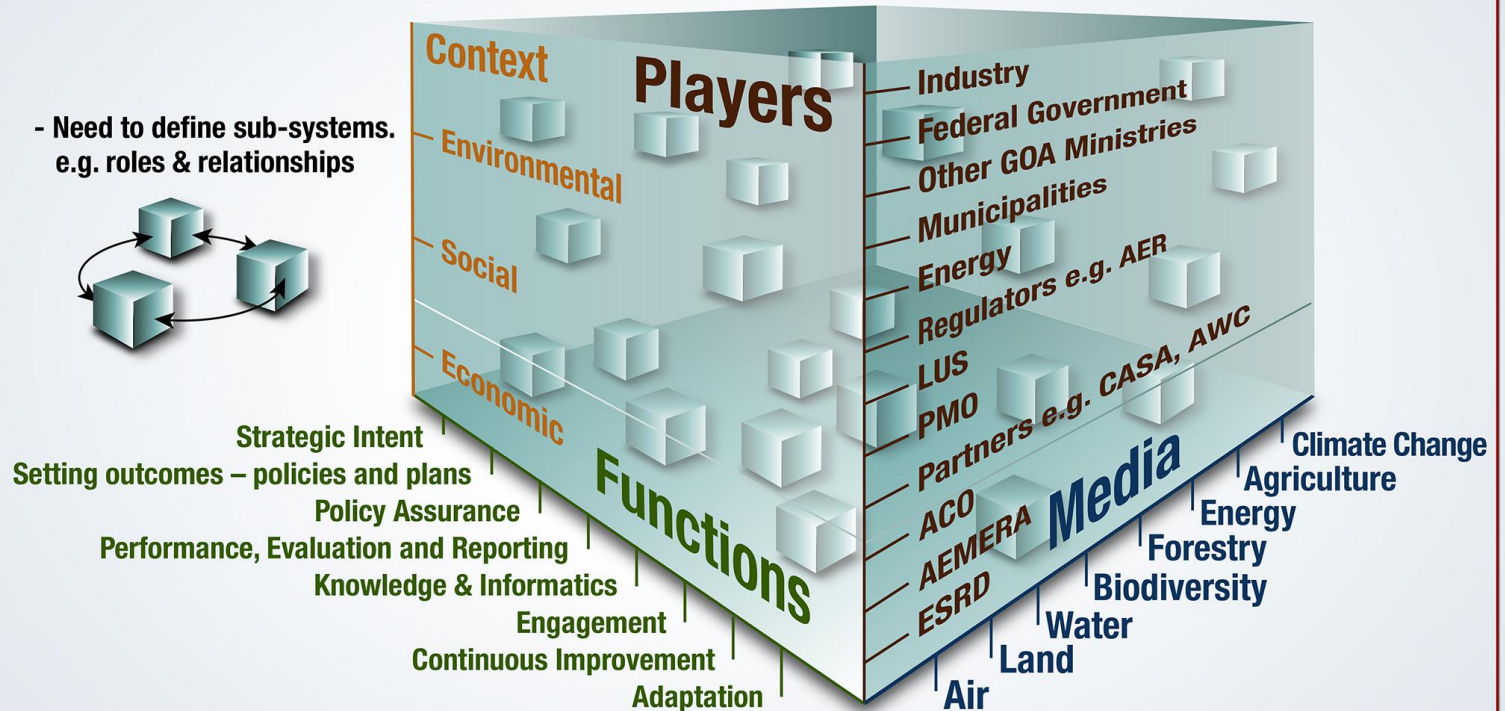 - Need to define sub-systems.
e.g. roles & relationships
Context
Environmental
Social
Economic
Players
Industry
Federal Government
Other GOA Ministries
Municipalities
Energy
Regulators e.g. AER
LUS
PMO
Partners e.g. CASA, AWC
ACO
AEMERA
ESRD
Functions
Strategic Intent
Setting outcomes – policies and plans
Policy Assurance
Performance, Evaluation and Reporting
Knowledge & Informatics
Engagement
Continuous Improvement
Adaptation
Media
Climate Change
Agriculture
Energy
Forestry
Biodiversity
Water
Land
Air